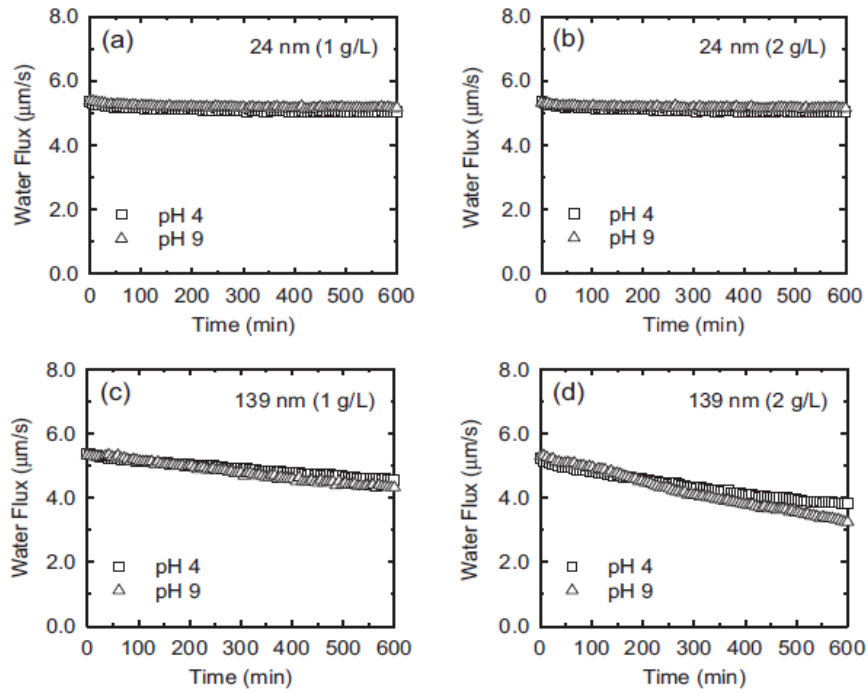 (a) 24 nm (1 g/L)
8.0
6.0
4.0
2.0
0.0
Water Flux (μm/s)
pH 4
pH 9
0 100 200 300 400 500 600
Time (min)
(b) 24 nm (2 g/L)
8.0
6.0
4.0
2.0
0.0
Water Flux (μm/s)
pH 4
pH 9
0 100 200 300 400 500 600
Time (min)
(c) 139 nm (1 g/L)
8.0
6.0
4.0
2.0
0.0
Water Flux (μm/s)
pH 4
pH 9
0 100 200 300 400 500 600
Time (min)
(d) 139 nm (2 g/L)
8.0
6.0
4.0
2.0
0.0
Water Flux (μm/s)
pH 4
pH 9
0 100 200 300 400 500 600
Time (min)